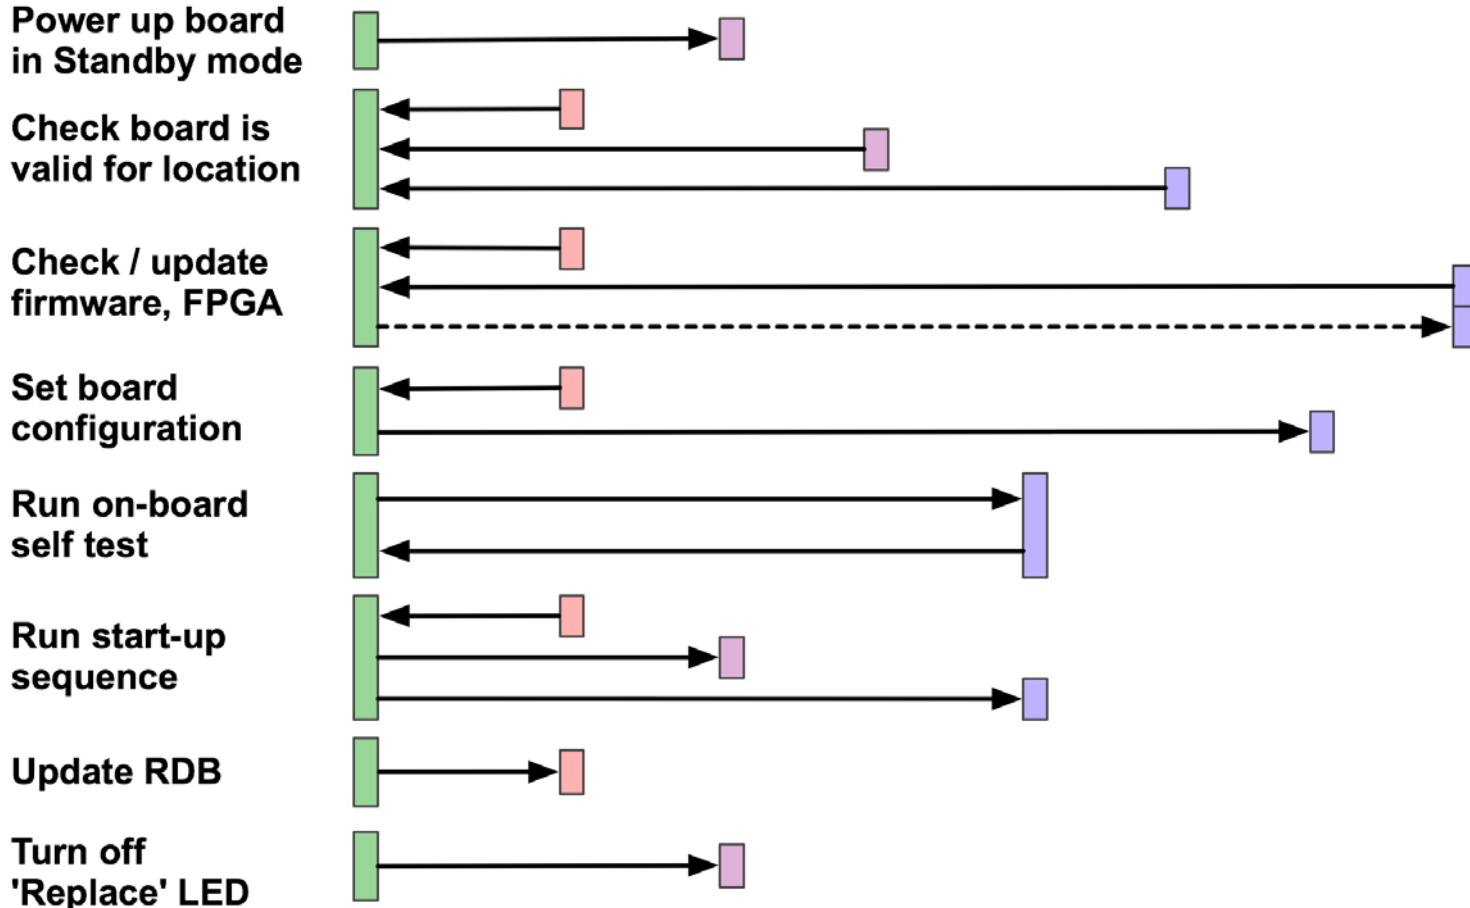 Power up board
in Standby mode
Check board is
valid for location
Check / update
firmware, FPGA
Set board
configuration
Run on-board
self test
Run start-up
sequence
Update RDB
Turn off
'Replace' LED